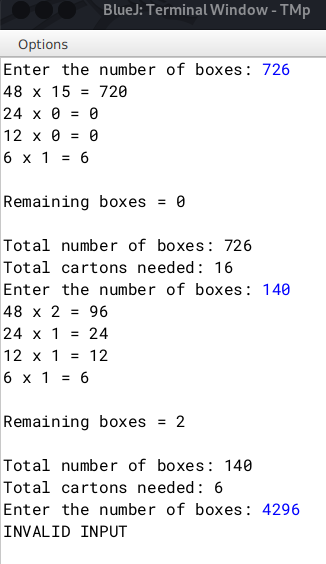 BlueJ: Terminal Window - TMp
Options
Enter the number of boxes: 726
48 x 15 = 720
24 x 0 = 0
12 x 0 = 0
6 x 1 = 6
Remaining boxes = 0
Total number of boxes: 726
Total cartons needed: 16
Enter the number of boxes: 140
48 x 2 = 96
24 x 1 = 24
12 x 1 = 12
6 x 1 = 6
Remaining boxes = 2
Total number of boxes: 140
Total cartons needed: 6
Enter the number of boxes: 4296
INVALID INPUT